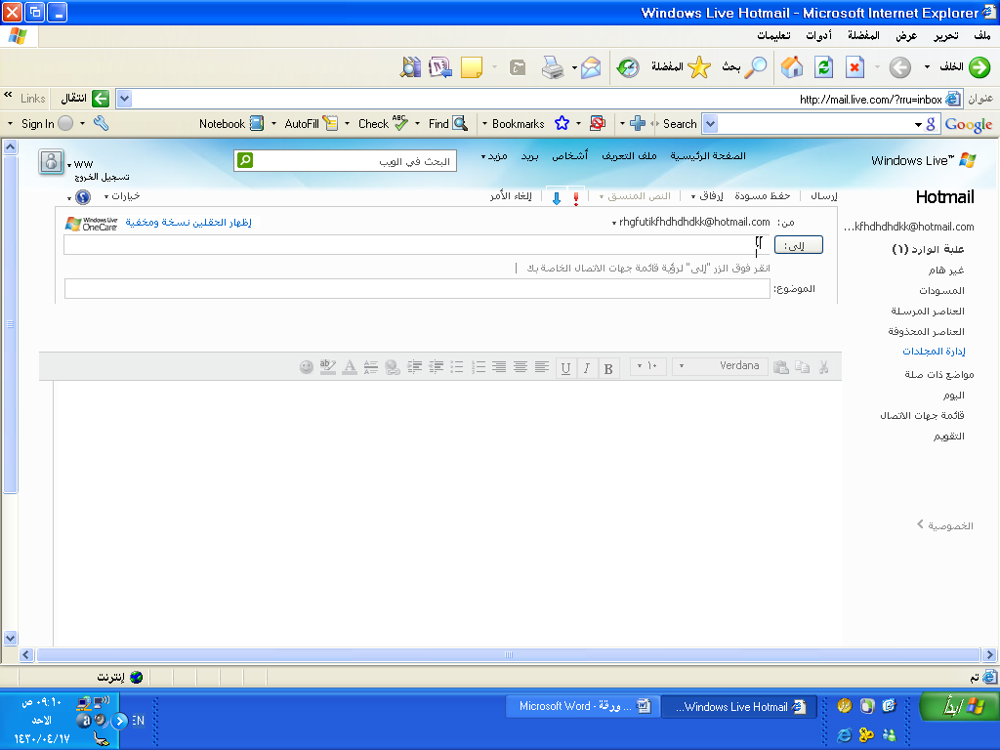 Windows Live Hotmail - Microsoft Internet Explorer
ملف تحرير عرض المفضلة أدوات تعليمات
الخلف بحث المفضلة
عنوان http://mail.live.com/?rru=inbox انتقال Links »
Google g Search Bookmarks Find Check AutoFill Notebook Sign In
Windows Live™ الصفحة الرئيسية ملف التعريف أشخاص بريد مزيد البحث في الويب WW
تسجيل الخروج
Hotmail
إرسال حفظ مسودة إرفاق النص المنسق إلغاء الأمر خيارات
من: rhgfutikfhdhdhdkk@hotmail.com إظهار الحقلين نسخة ومخفية Windows Live OneCare
...kfhdhdhdkk@hotmail.com
إلى:
علبة الوارد (١)
انقر فوق الزر "إلى" لرؤية قائمة جهات الاتصال الخاصة بك
غير هام
الموضوع:
المسودات
العناصر المرسلة
العناصر المحذوفة
إدارة المجلدات
Verdana ١٠ B I U
مواضع ذات صلة
اليوم
قائمة جهات الاتصال
التقويم
الخصوصية
تم إنترنت
ابدأ
Windows Live Hotmail...
ورقة - Microsoft Word ...
EN
٠٩:١٠ ص
الاحد
١٤٣٠/٠٤/١٧